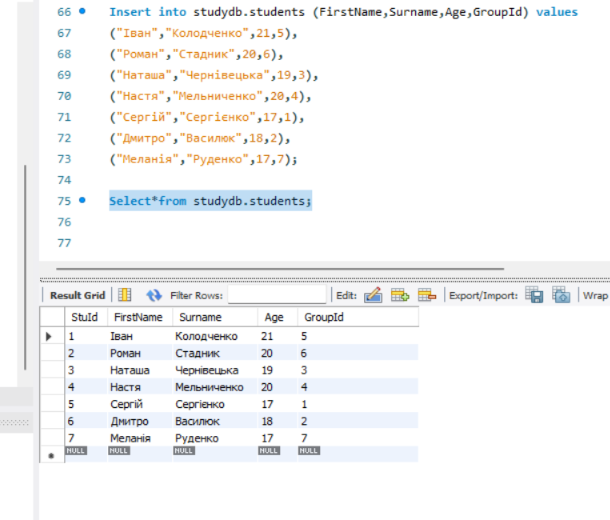 66 Insert into studydb.students (FirstName,Surname,Age,GroupId) values
67 ("Іван","Колодченко",21,5),
68 ("Роман","Стадник",20,6),
69 ("Наташа","Чернівецька",19,3),
70 ("Настя","Мельниченко",20,4),
71 ("Сергій","Сергієнко",17,1),
72 ("Дмитро","Василюк",18,2),
73 ("Меланія","Руденко",17,7);
74
75 Select*from studydb.students;
76
77
Result Grid Filter Rows: Edit: Export/Import: Wrap
StuId FirstName Surname Age GroupId
1 Іван Колодченко 21 5
2 Роман Стадник 20 6
3 Наташа Чернівецька 19 3
4 Настя Мельниченко 20 4
5 Сергій Сергієнко 17 1
6 Дмитро Василюк 18 2
7 Меланія Руденко 17 7
NULL NULL NULL NULL NULL